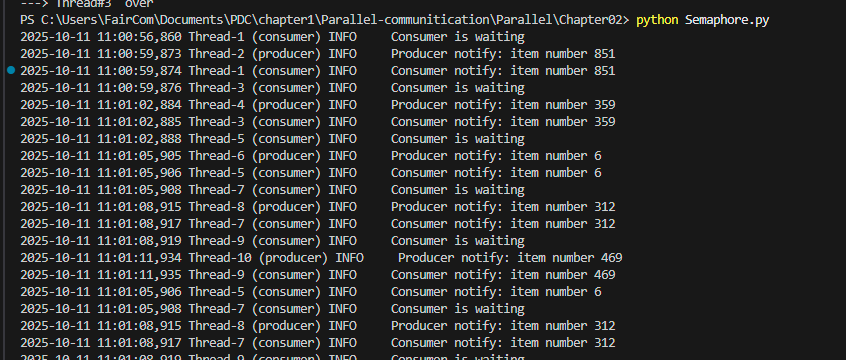 ---> Thread#3  over
PS C:\Users\FairCom\Documents\PDC\chapter1\Parallel-communitication\Parallel\Chapter02> python Semaphore.py
2025-10-11 11:00:56,860 Thread-1 (consumer) INFO     Consumer is waiting
2025-10-11 11:00:59,873 Thread-2 (producer) INFO     Producer notify: item number 851
2025-10-11 11:00:59,874 Thread-1 (consumer) INFO     Consumer notify: item number 851
2025-10-11 11:00:59,876 Thread-3 (consumer) INFO     Consumer is waiting
2025-10-11 11:01:02,884 Thread-4 (producer) INFO     Producer notify: item number 359
2025-10-11 11:01:02,885 Thread-3 (consumer) INFO     Consumer notify: item number 359
2025-10-11 11:01:02,888 Thread-5 (consumer) INFO     Consumer is waiting
2025-10-11 11:01:05,905 Thread-6 (producer) INFO     Producer notify: item number 6
2025-10-11 11:01:05,906 Thread-5 (consumer) INFO     Consumer notify: item number 6
2025-10-11 11:01:05,908 Thread-7 (consumer) INFO     Consumer is waiting
2025-10-11 11:01:08,915 Thread-8 (producer) INFO     Producer notify: item number 312
2025-10-11 11:01:08,917 Thread-7 (consumer) INFO     Consumer notify: item number 312
2025-10-11 11:01:08,919 Thread-9 (consumer) INFO     Consumer is waiting
2025-10-11 11:01:11,934 Thread-10 (producer) INFO     Producer notify: item number 469
2025-10-11 11:01:11,935 Thread-9 (consumer) INFO     Consumer notify: item number 469
2025-10-11 11:01:05,906 Thread-5 (consumer) INFO     Consumer notify: item number 6
2025-10-11 11:01:05,908 Thread-7 (consumer) INFO     Consumer is waiting
2025-10-11 11:01:08,915 Thread-8 (producer) INFO     Producer notify: item number 312
2025-10-11 11:01:08,917 Thread-7 (consumer) INFO     Consumer notify: item number 312
2025-10-11 11:01:08,919 Thread-9 (consumer) INFO     Consumer is waiting